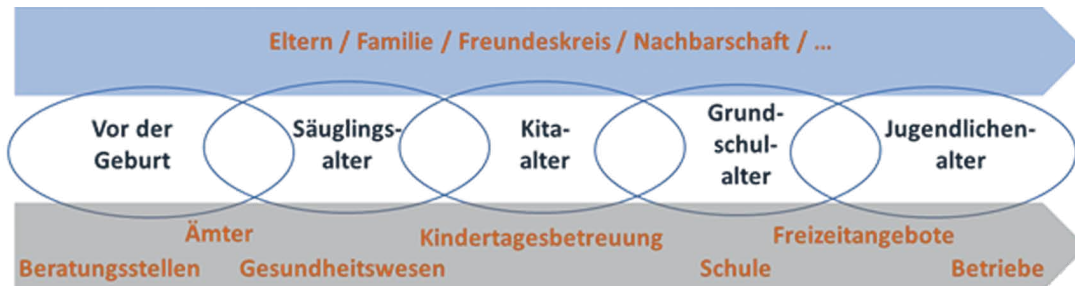 Eltern / Familie / Freundeskreis / Nachbarschaft / ...
Vor der
Geburt
Säuglings-
alter
Kita-
alter
Grund-
schul-
alter
Jugendlichen-
alter
Ämter
Kindertagesbetreuung
Freizeitangebote
Beratungsstellen
Gesundheitswesen
Schule
Betriebe